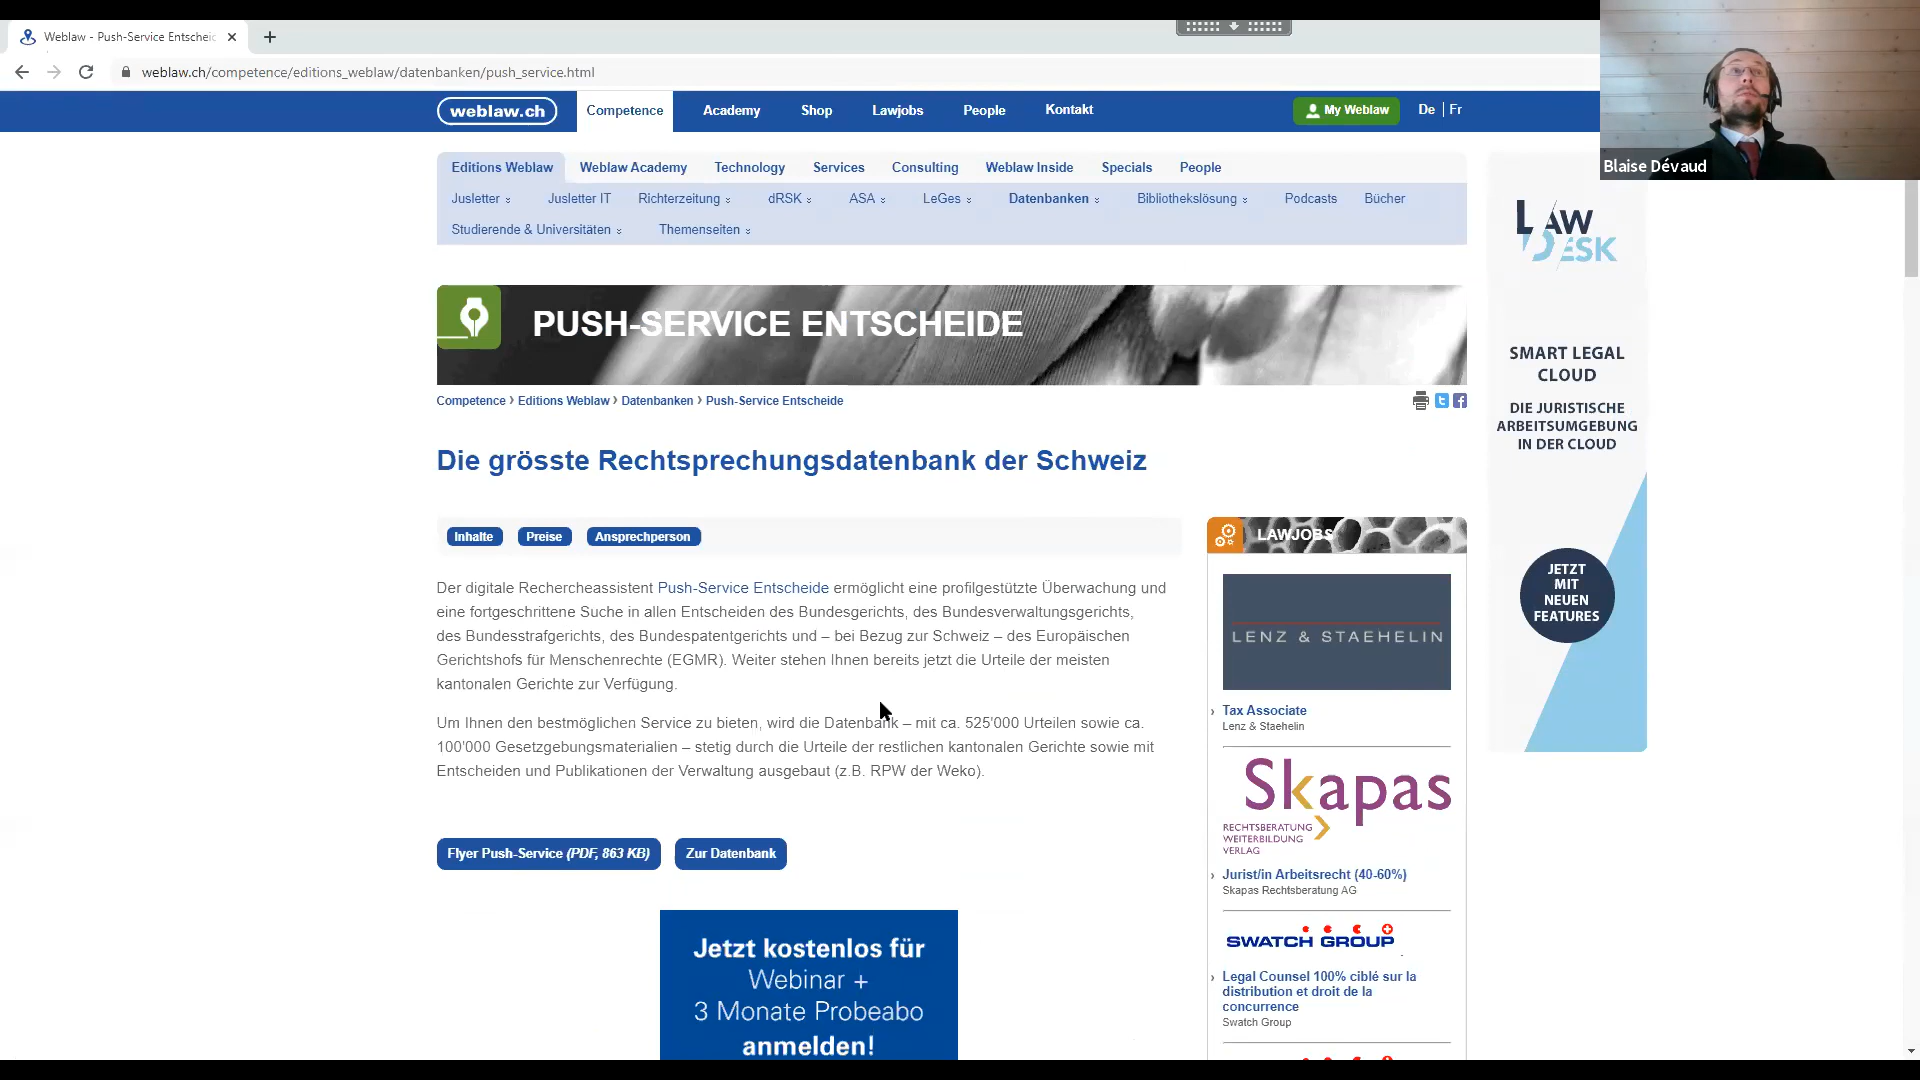 Weblaw - Push-Service Entscheid
weblaw.ch/competence/editions_weblaw/datenbanken/push_service.html
Blaise Dévaud
weblaw.ch
Competence
Academy
Shop
Lawjobs
People
Kontakt
My Weblaw
De | Fr
Editions Weblaw
Weblaw Academy
Technology
Services
Consulting
Weblaw Inside
Specials
People
Jusletter
Jusletter IT
Richterzeitung
dRSK
ASA
LeGes
Datenbanken
Bibliothekslösung
Podcasts
Bücher
Studierende & Universitäten
Themenseiten
PUSH-SERVICE ENTSCHEIDE
Competence › Editions Weblaw › Datenbanken › Push-Service Entscheide
Die grösste Rechtsprechungsdatenbank der Schweiz
Inhalte
Preise
Ansprechperson
Der digitale Rechercheassistent Push-Service Entscheide ermöglicht eine profilgestützte Überwachung und
eine fortgeschrittene Suche in allen Entscheiden des Bundesgerichts, des Bundesverwaltungsgerichts,
des Bundesstrafgerichts, des Bundespatentgerichts und – bei Bezug zur Schweiz – des Europäischen
Gerichtshofs für Menschenrechte (EGMR). Weiter stehen Ihnen bereits jetzt die Urteile der meisten
kantonalen Gerichte zur Verfügung.
Um Ihnen den bestmöglichen Service zu bieten, wird die Datenbank – mit ca. 525'000 Urteilen sowie ca.
100'000 Gesetzgebungsmaterialien – stetig durch die Urteile der restlichen kantonalen Gerichte sowie mit
Entscheiden und Publikationen der Verwaltung ausgebaut (z.B. RPW der Weko).
Flyer Push-Service (PDF, 863 KB)
Zur Datenbank
Jetzt kostenlos für
Webinar +
3 Monate Probeabo
anmelden!
LAWJOBS
LENZ & STAEHELIN
› Tax Associate
Lenz & Staehelin
Skapas
RECHTSBERATUNG
WEITERBILDUNG
VERLAG
› Jurist/in Arbeitsrecht (40-60%)
Skapas Rechtsberatung AG
SWATCH GROUP
› Legal Counsel 100% ciblé sur la
distribution et droit de la
concurrence
Swatch Group
LAW
DESK
SMART LEGAL
CLOUD
DIE JURISTISCHE
ARBEITSUMGEBUNG
IN DER CLOUD
JETZT
MIT
NEUEN
FEATURES